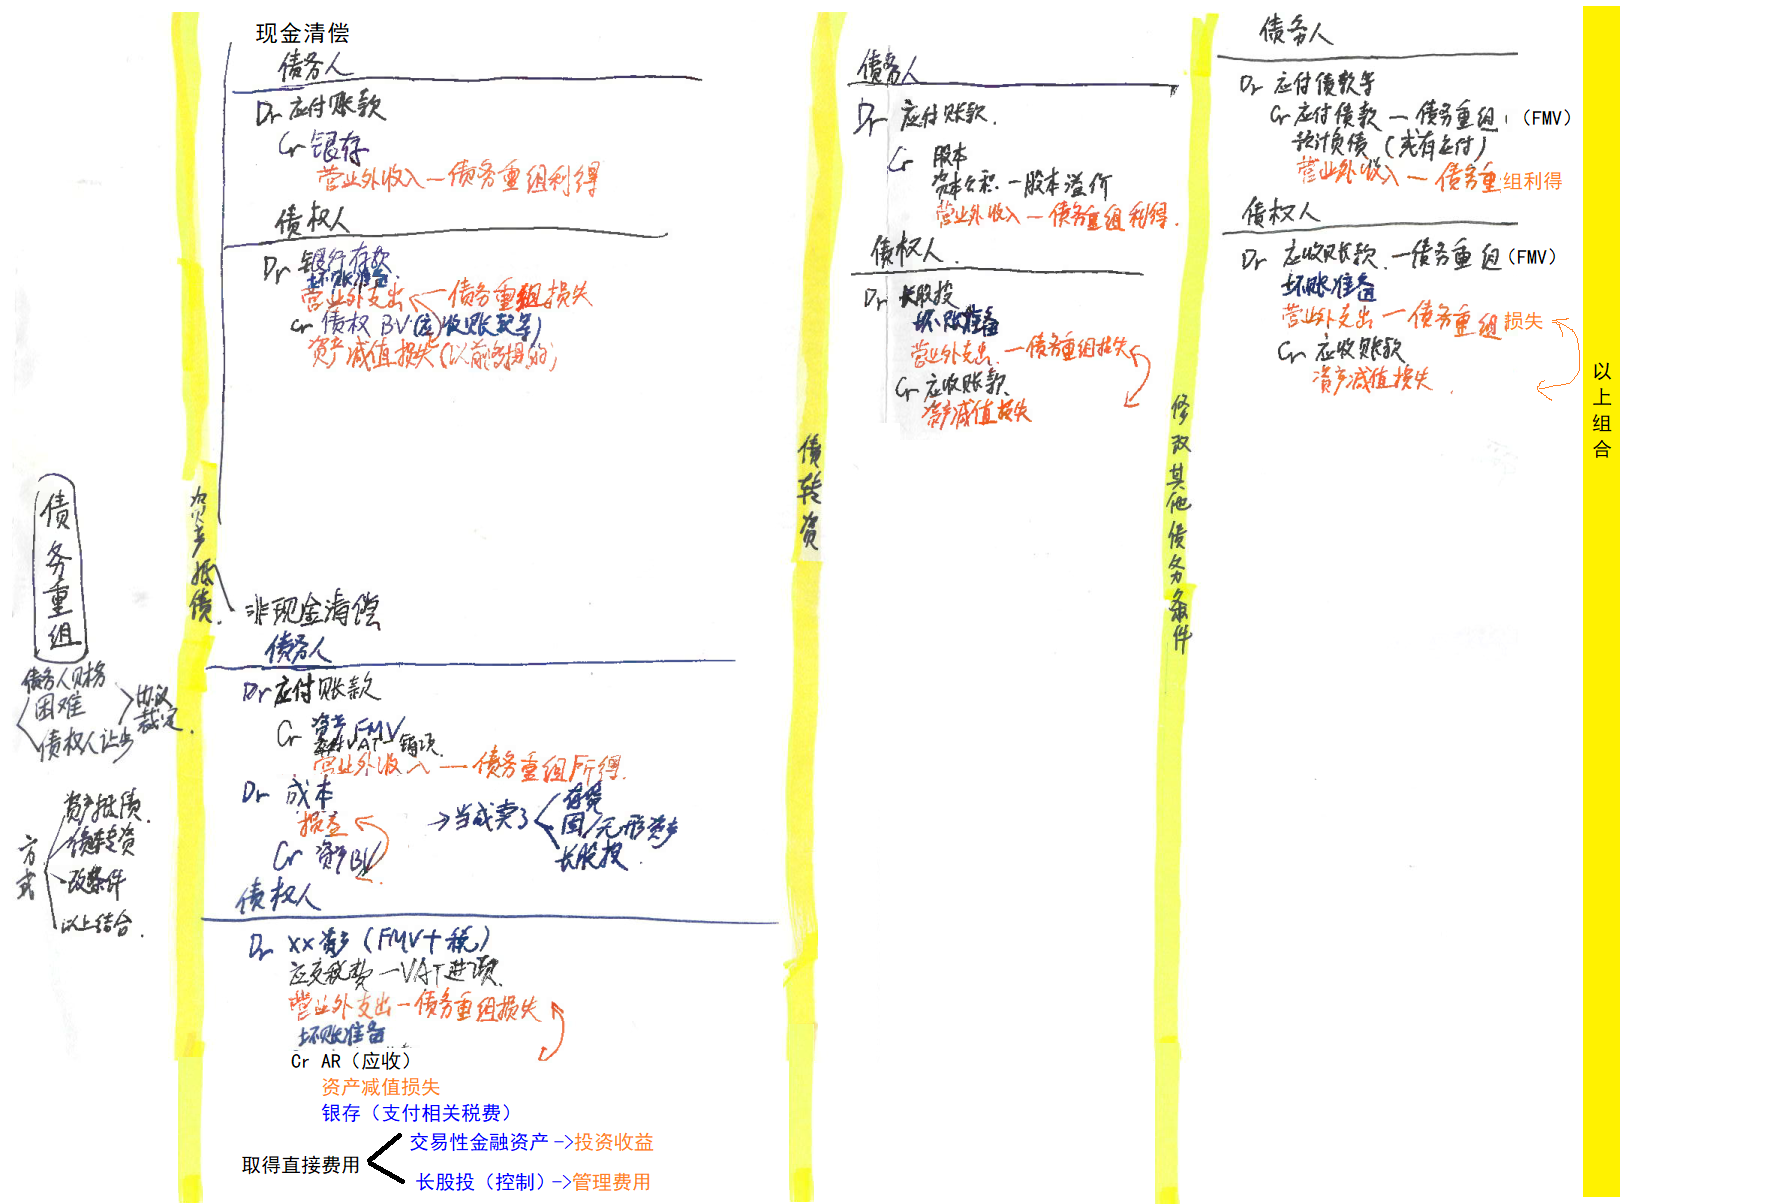 债务重组
债务人财务
困难
债权人让步
协议
裁定.
方式
资产抵债.
债转资
改条件
以上结合.
资产抵债.
现金清偿
债务人
Dr 应付账款
Cr 银存
营业外收入—债务重组利得
债权人
Dr 银行存款
坏账准备
营业外支出—债务重组损失
Cr 债权BV(应收账款等)
资产减值损失(以前多提的)
非现金清偿
债务人
Dr 应付账款
Cr 资产FMV
VAT—销项
营业外收入—债务重组所得.
Dr 成本
损益
Cr 资产BV
→当成卖了
存货
固/无形资产
长股投.
债权人
Dr XX资产(FMV+税)
应交税费—VAT进项
营业外支出—债务重组损失
坏账准备
Cr AR（应收）
资产减值损失
银存（支付相关税费）
取得直接费用
交易性金融资产->投资收益
长股投（控制）->管理费用
债转资
债务人
Dr 应付账款.
Cr 股本
资本公积.—股本溢价
营业外收入—债务重组利得.
债权人.
Dr 长股投
坏账准备
营业外支出.—债务重组损失
Cr 应收账款.
资产减值损失
修改其他债务条件
债务人
Dr 应付债款等
Cr 应付债款—债务重组（FMV）
预计负债(或有应付)
营业外收入—债务重组利得
债权人
Dr 应收账款.—债务重组（FMV）
坏账准备
营业外支出—债务重组损失
Cr 应收账款
资产减值损失.
以上组合